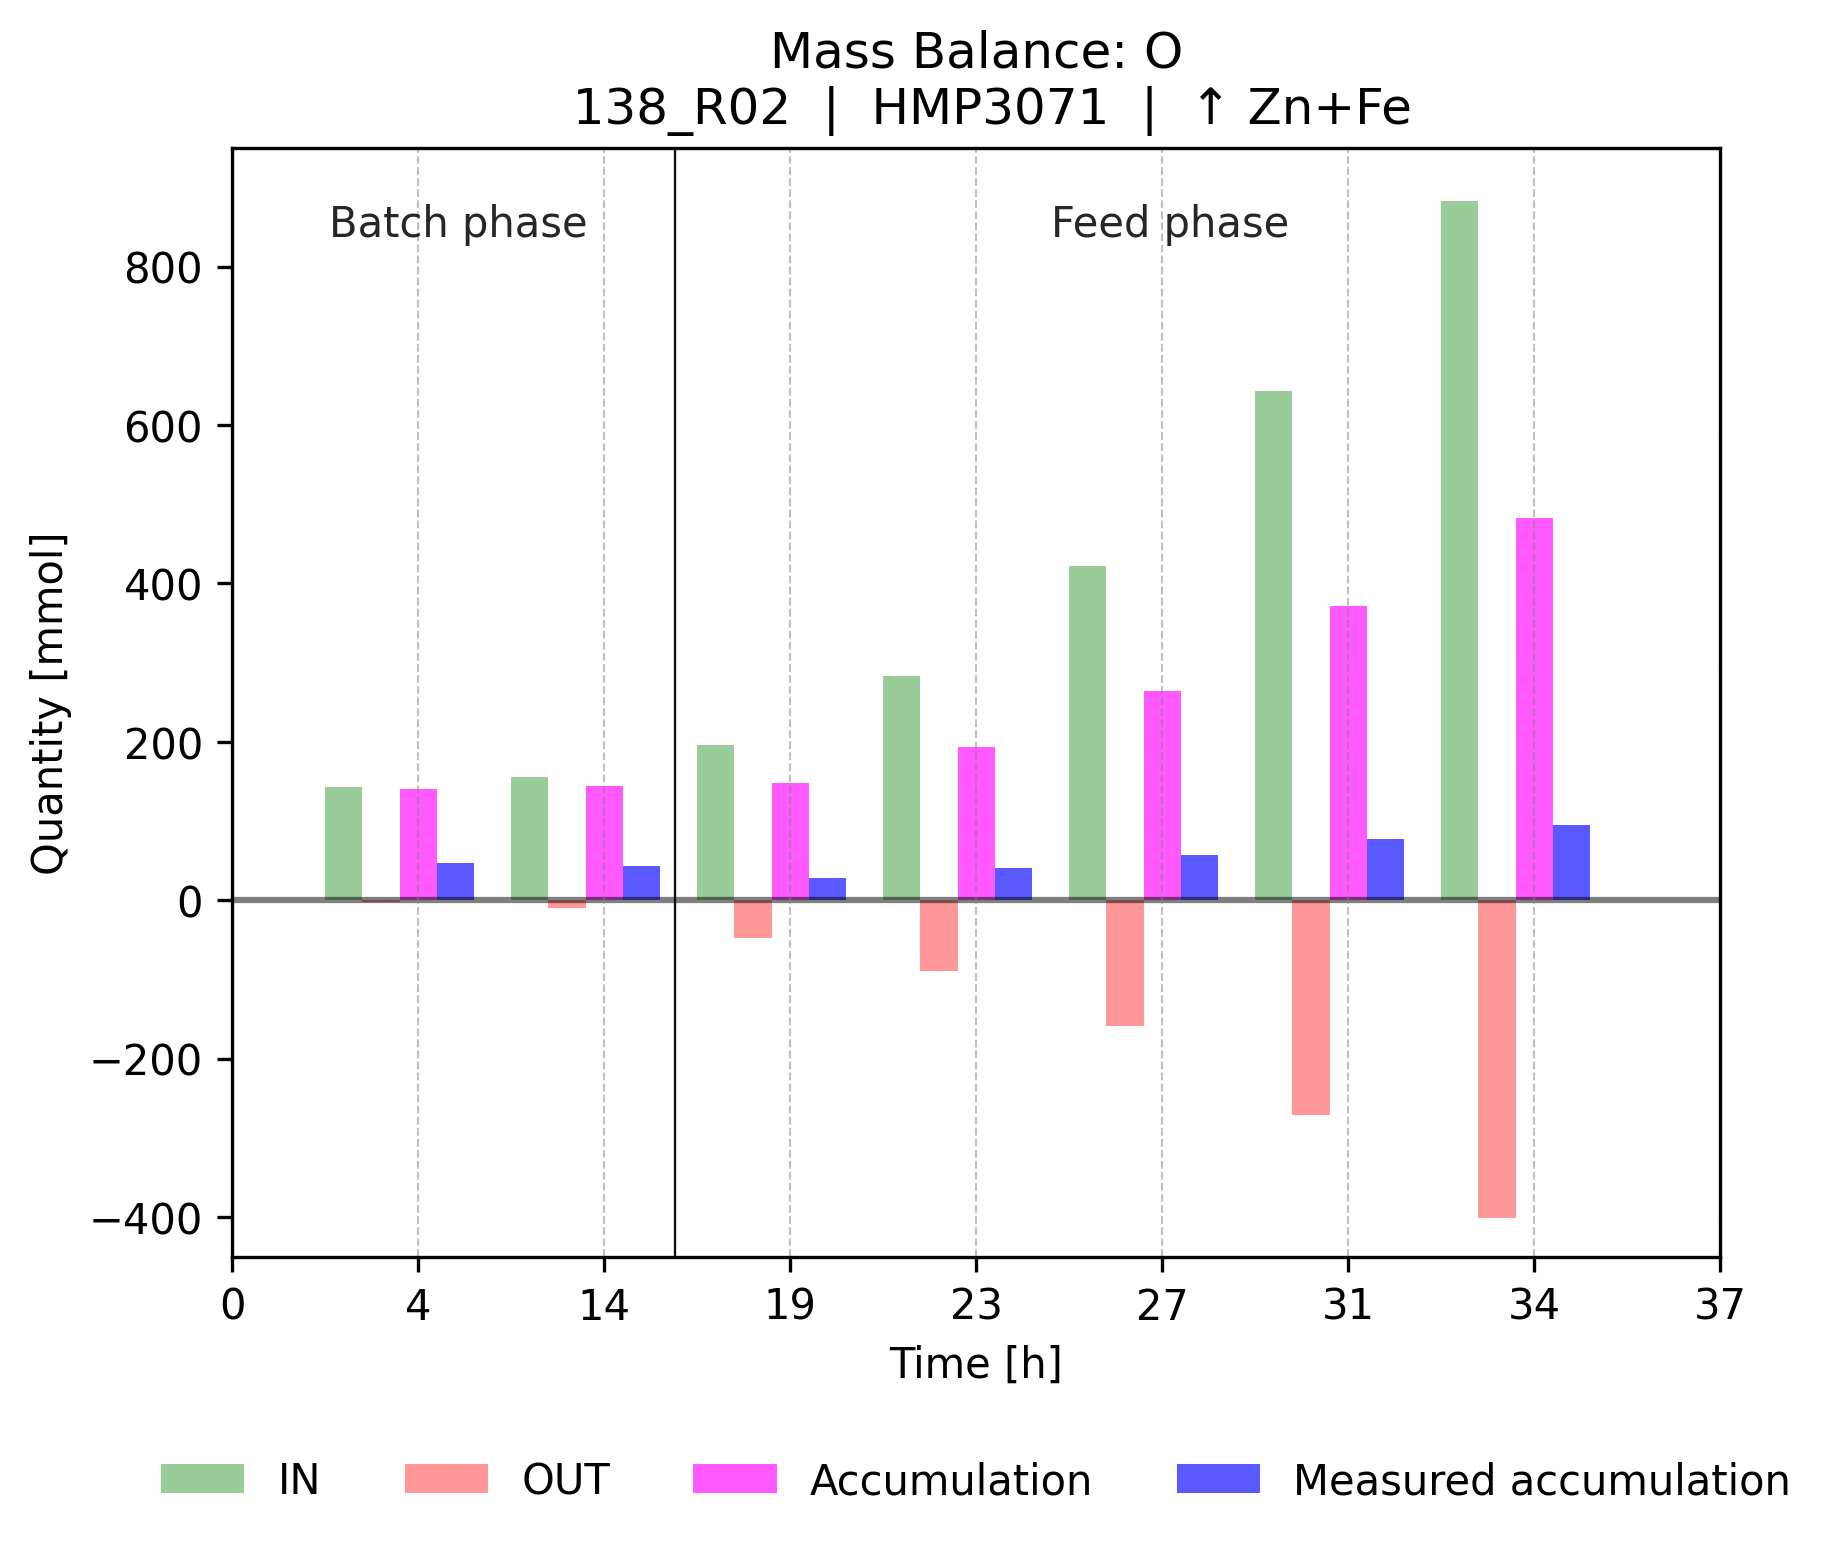 Mass Balance: O
138_R02 | HMP3071 | ↑ Zn+Fe
Batch phase
Feed phase
800
600
400
200
0
−200
−400
Quantity [mmol]
0 4 14 19 23 27 31 34 37
Time [h]
IN OUT Accumulation Measured accumulation